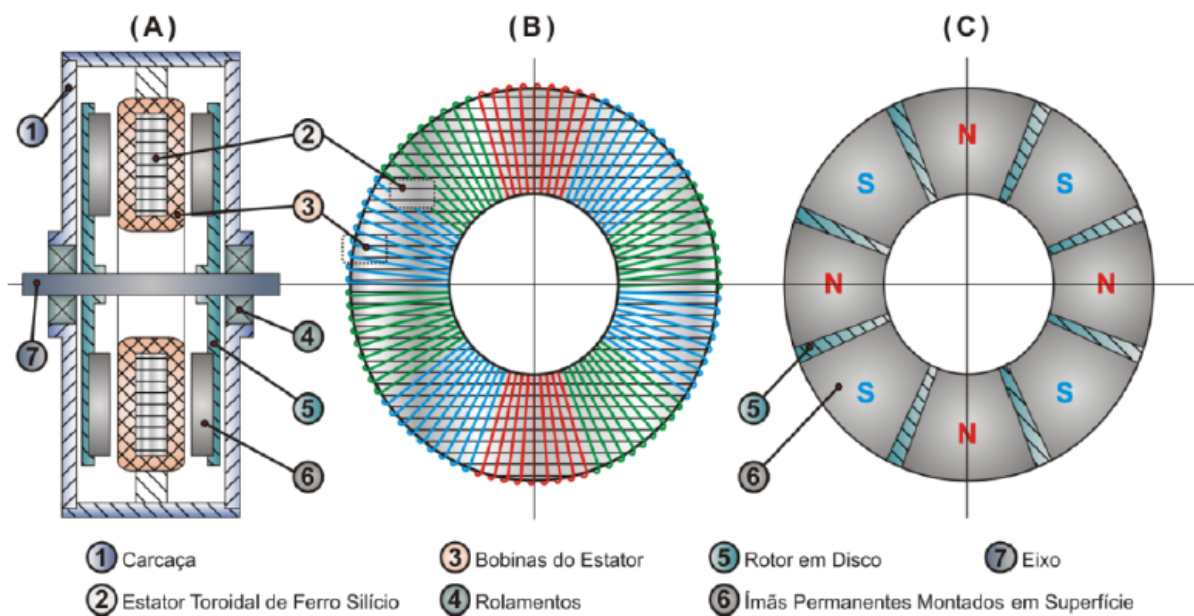 (A)
(B)
(C)
1
2
3
4
5
6
7
N
S
S
N
N
S
S
N
5
6
1 Carcaça
3 Bobinas do Estator
5 Rotor em Disco
7 Eixo
2 Estator Toroidal de Ferro Silício
4 Rolamentos
6 Ímãs Permanentes Montados em Superfície